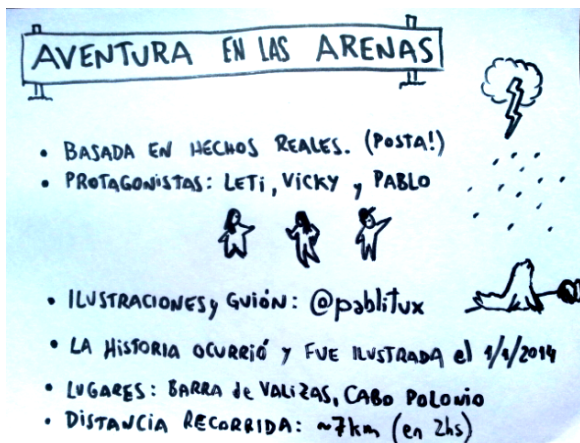 AVENTURA EN LAS ARENAS
• BASADA EN HECHOS REALES. (POSTA!)
• PROTAGONISTAS: LETI, VICKY y PABLO
• ILUSTRACIONES y GUIÓN: @pablitux
• LA HISTORIA OCURRIÓ Y FUE ILUSTRADA el 1/1/2014
• LUGARES: BARRA de VALIZAS, CABO POLONIO
• DISTANCIA RECORRIDA: ~7km (en 2hs)